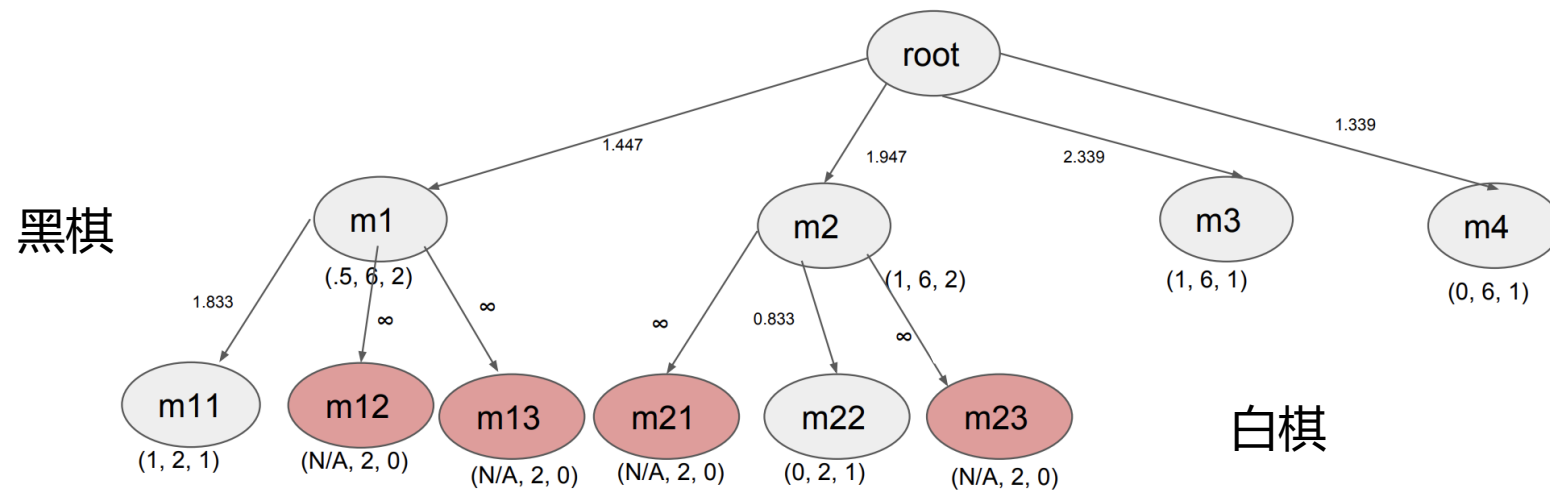 root
1.447
1.947
2.339
1.339
黑棋
m1
m2
m3
m4
(.5, 6, 2)
(1, 6, 2)
(1, 6, 1)
(0, 6, 1)
1.833
∞
∞
∞
0.833
∞
m11
m12
m13
m21
m22
m23
白棋
(1, 2, 1)
(N/A, 2, 0)
(N/A, 2, 0)
(N/A, 2, 0)
(0, 2, 1)
(N/A, 2, 0)